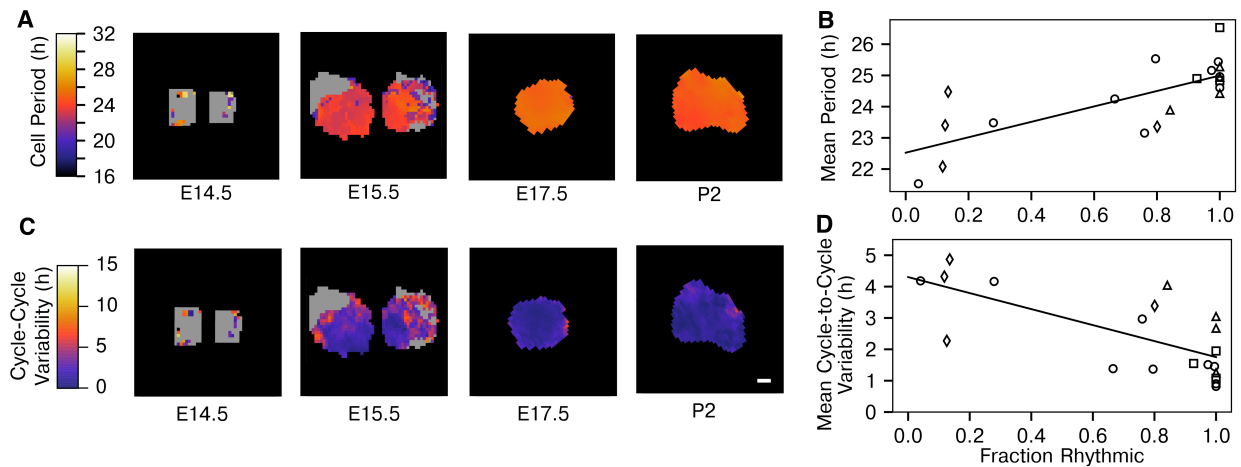 A
Cell Period (h)
32
28
24
20
16
E14.5
E15.5
E17.5
P2
B
Mean Period (h)
26
25
24
23
22
0.0
0.2
0.4
0.6
0.8
1.0
C
Cycle-Cycle
Variability (h)
15
10
5
0
E14.5
E15.5
E17.5
P2
D
Mean Cycle-to-Cycle
Variability (h)
5
4
3
2
1
0
0.0
0.2
0.4
0.6
0.8
1.0
Fraction Rhythmic